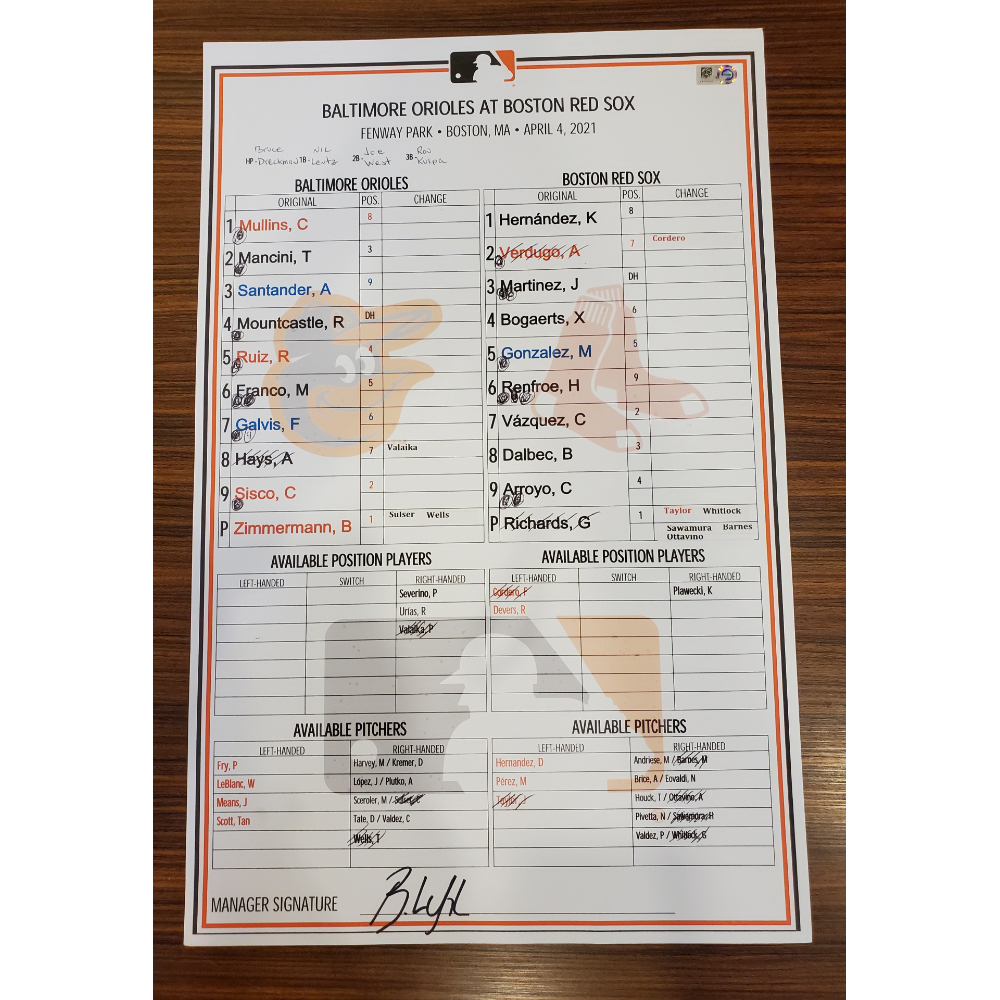 BALTIMORE ORIOLES AT BOSTON RED SOX
FENWAY PARK • BOSTON, MA • APRIL 4, 2021
Bruce Nic Joe Ron
HP- Dreckman 1B- Lentz 2B- West 3B- Kulpa
BALTIMORE ORIOLES
ORIGINAL POS. CHANGE
1 Mullins, C 8
2 Mancini, T 3
3 Santander, A 9
4 Mountcastle, R DH
5 Ruiz, R 4
6 Franco, M 5
7 Galvis, F 6
8 Hays, A 7 Valaika
9 Sisco, C 2
P Zimmermann, B 1 Sulser Wells
BOSTON RED SOX
ORIGINAL POS. CHANGE
1 Hernández, K 8
2 Verdugo, A 7 Cordero
3 Martinez, J DH
4 Bogaerts, X 6
5 Gonzalez, M 5
6 Renfroe, H 9
7 Vázquez, C 2
8 Dalbec, B 3
9 Arroyo, C 4
P Richards, G 1 Taylor Whitlock
Sawamura Barnes
Ottavino
AVAILABLE POSITION PLAYERS
LEFT-HANDED SWITCH RIGHT-HANDED
Severino, P
Urias, R
Valaika, P
AVAILABLE POSITION PLAYERS
LEFT-HANDED SWITCH RIGHT-HANDED
Cordero, F Plawecki, K
Devers, R
AVAILABLE PITCHERS
LEFT-HANDED RIGHT-HANDED
Fry, P Harvey, M / Kremer, D
LeBlanc, W López, J / Plutko, A
Means, J Sceroler, M / Sulser, C
Scott, Tan Tate, D / Valdez, C
Wells, T
AVAILABLE PITCHERS
LEFT-HANDED RIGHT-HANDED
Hernandez, D Andriese, M / Barnes, M
Pérez, M Brice, A / Eovaldi, N
Taylor, J Houck, T / Ottavino, A
Pivetta, N / Sawamura, H
Valdez, P / Whitlock, G
MANAGER SIGNATURE